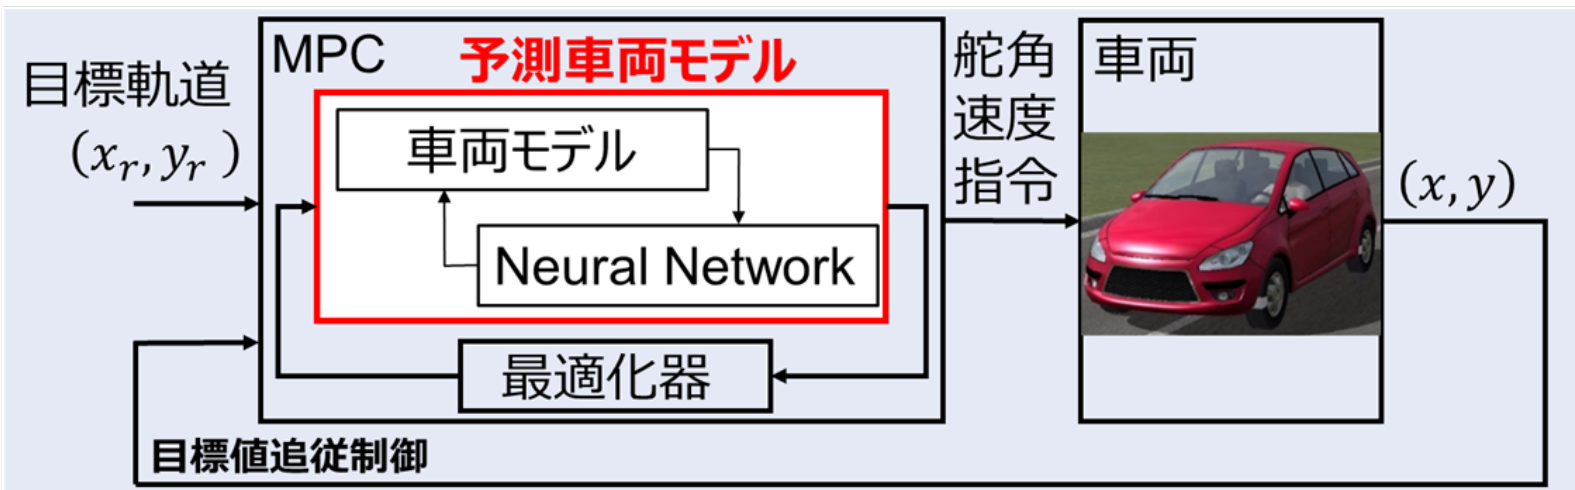 目標軌道
(xᵣ, yᵣ )
MPC
予測車両モデル
車両モデル
Neural Network
最適化器
目標値追従制御
舵角
速度
指令
車両
(x, y)